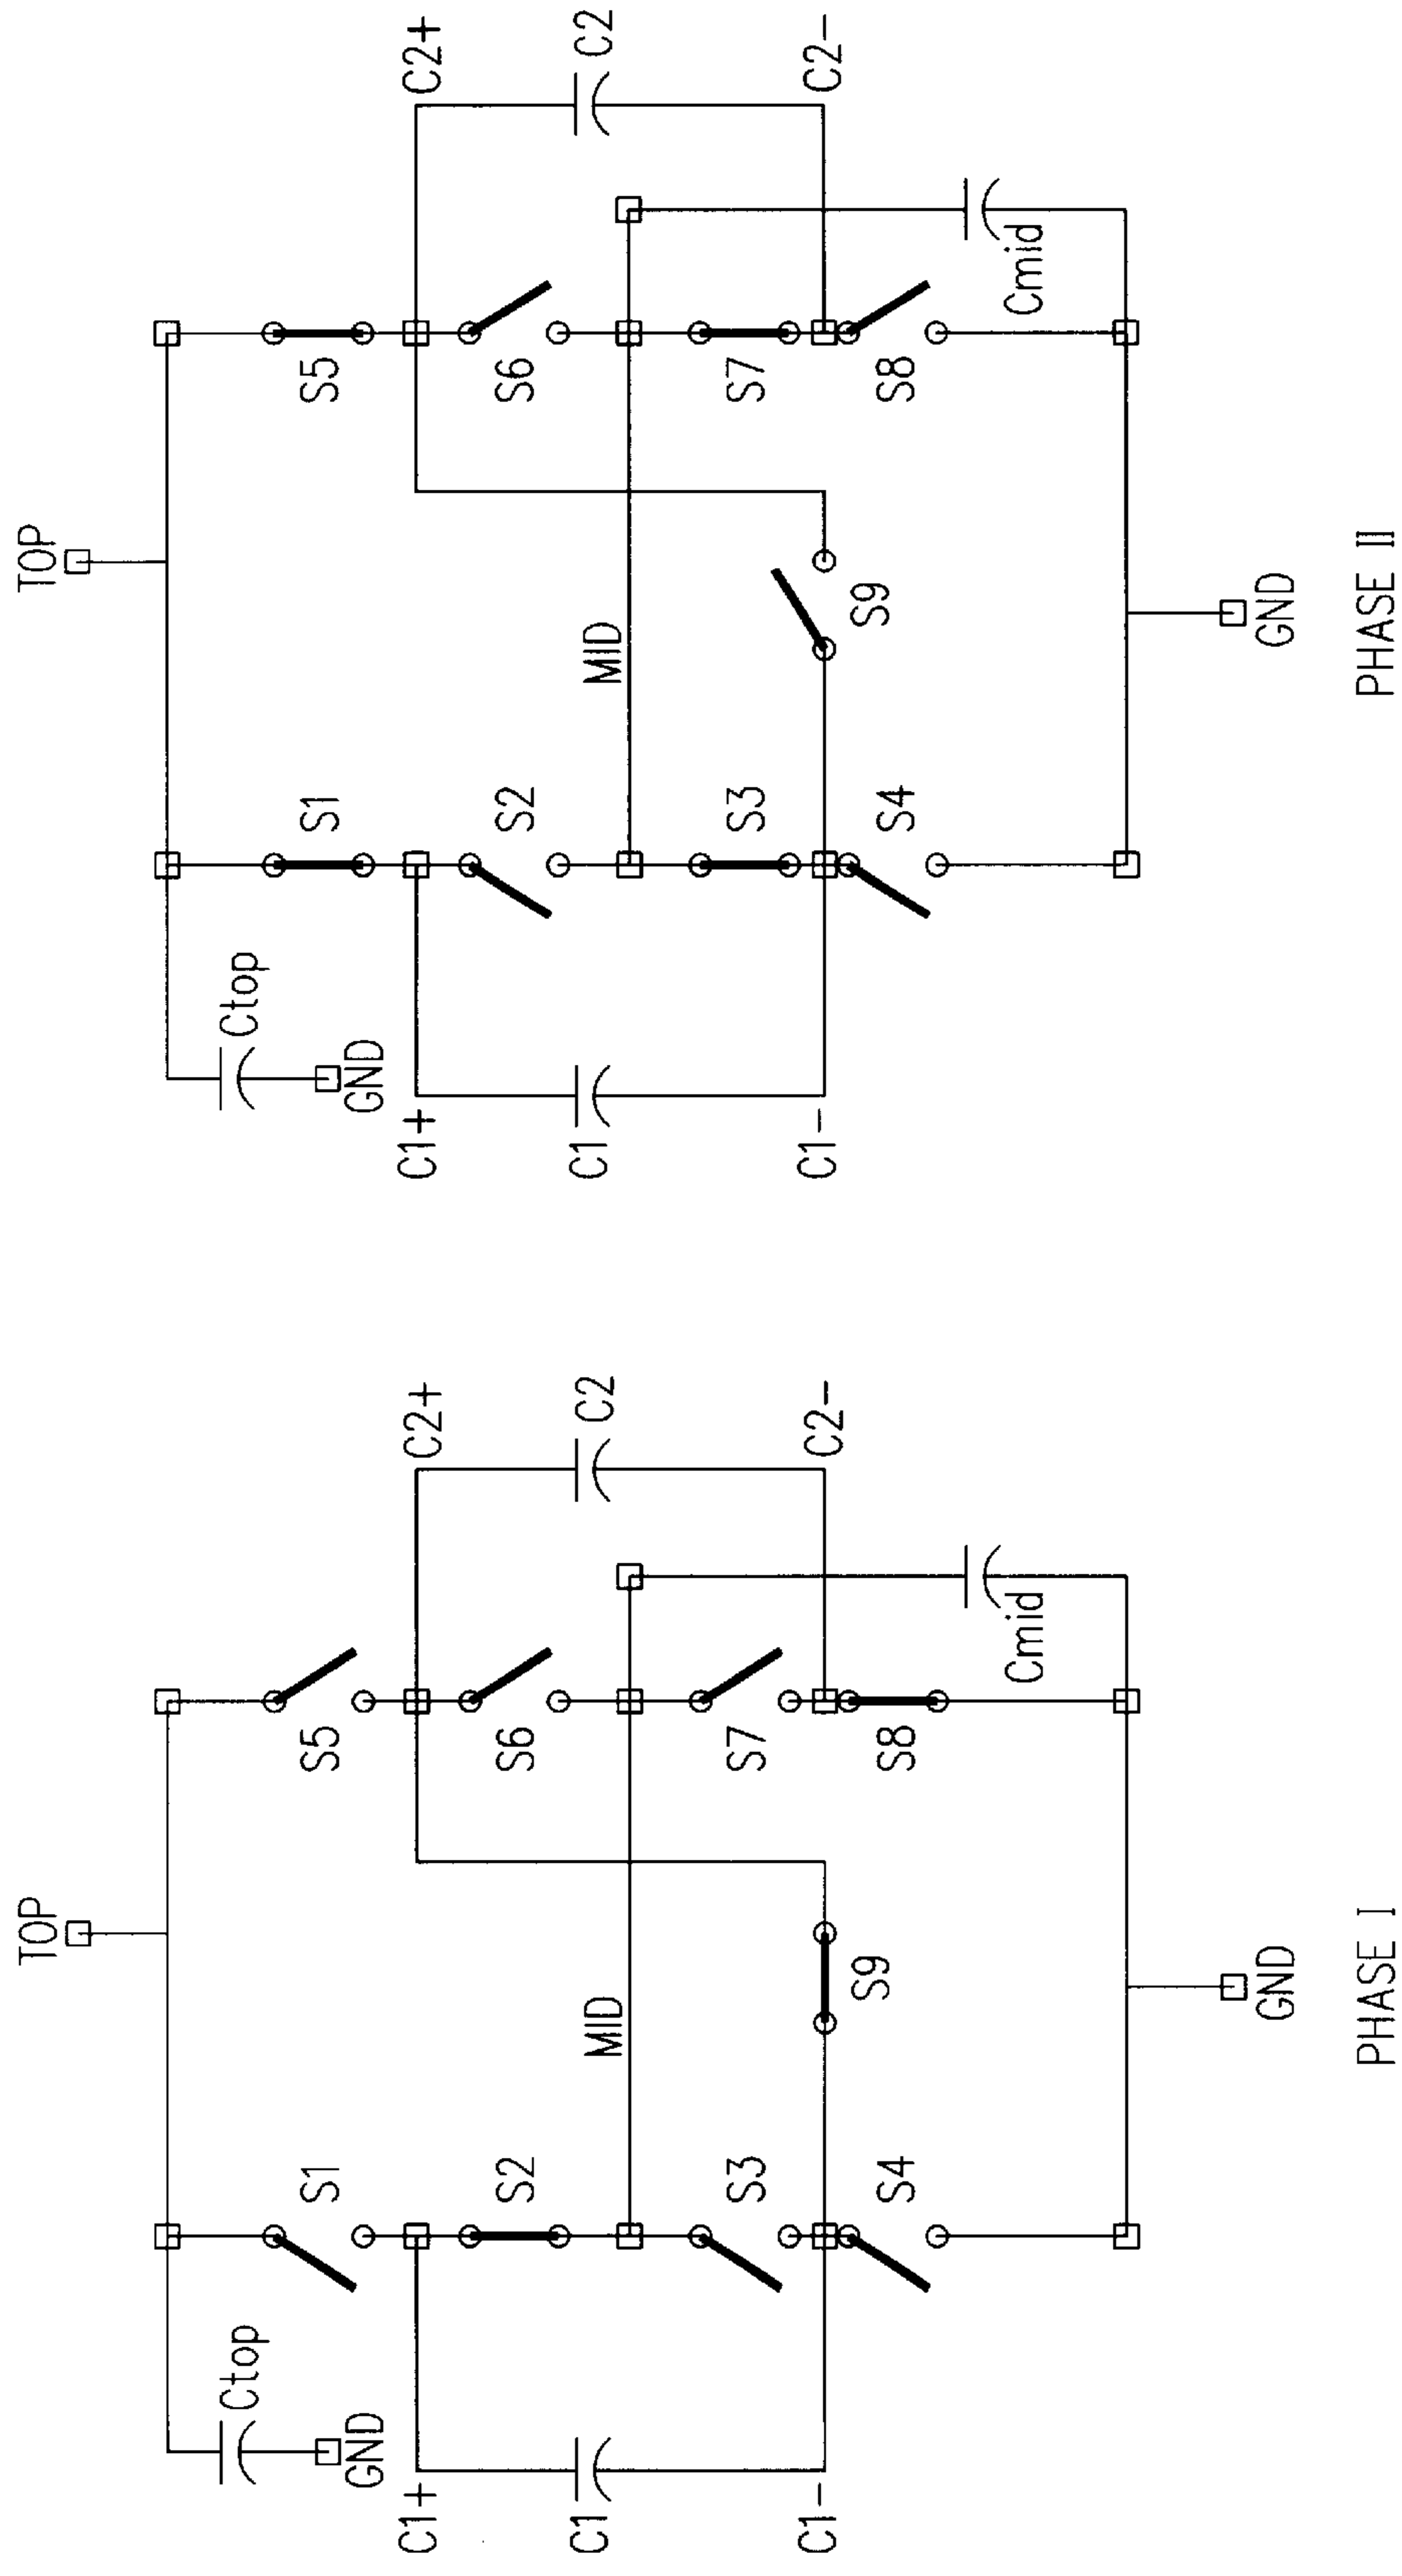 TOP
Ctop
GND
C1+
C1
C1-
S1
S2
S3
S4
MID
S9
S5
S6
S7
S8
C2+
C2
C2-
Cmid
GND
PHASE I
TOP
Ctop
GND
C1+
C1
C1-
S1
S2
S3
S4
MID
S9
S5
S6
S7
S8
C2+
C2
C2-
Cmid
GND
PHASE II